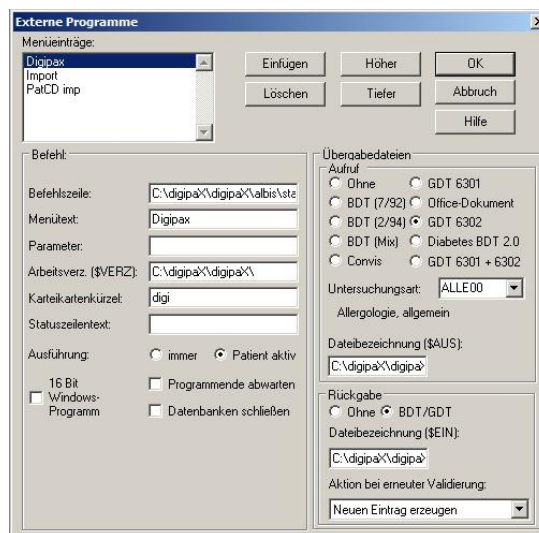 Externe Programme
Menüeinträge:
Digipax
Import
PatCD imp
Einfügen
Höher
OK
Löschen
Tiefer
Abbruch
Hilfe
Befehl:
Befehlszeile: C:\digipaX\digipaX\albis\sta
Menütext: Digipax
Parameter:
Arbeitsverz. ($VERZ): C:\digipaX\digipaX\
Karteikartenkürzel: digi
Statuszeilentext:
Ausführung: immer Patient aktiv
16 Bit Windows-Programm
Programmende abwarten
Datenbanken schließen
Übergabedateien
Aufruf
Ohne GDT 6301
BDT (7/92) Office-Dokument
BDT (2/94) GDT 6302
BDT (Mix) Diabetes BDT 2.0
Convis GDT 6301 + 6302
Untersuchungsart: ALLE00
Allergologie, allgemein
Dateibezeichnung ($AUS):
C:\digipaX\digipa
Rückgabe
Ohne BDT/GDT
Dateibezeichnung ($EIN):
C:\digipaX\digipa
Aktion bei erneuter Validierung:
Neuen Eintrag erzeugen